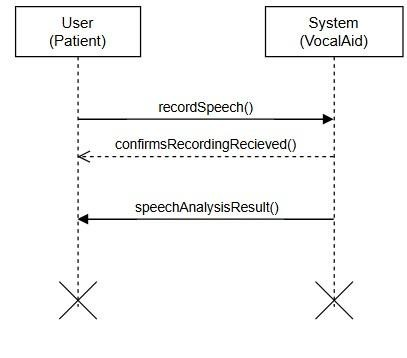 User
(Patient)
System
(VocalAid)
recordSpeech()
confirmsRecordingRecieved()
speechAnalysisResult()